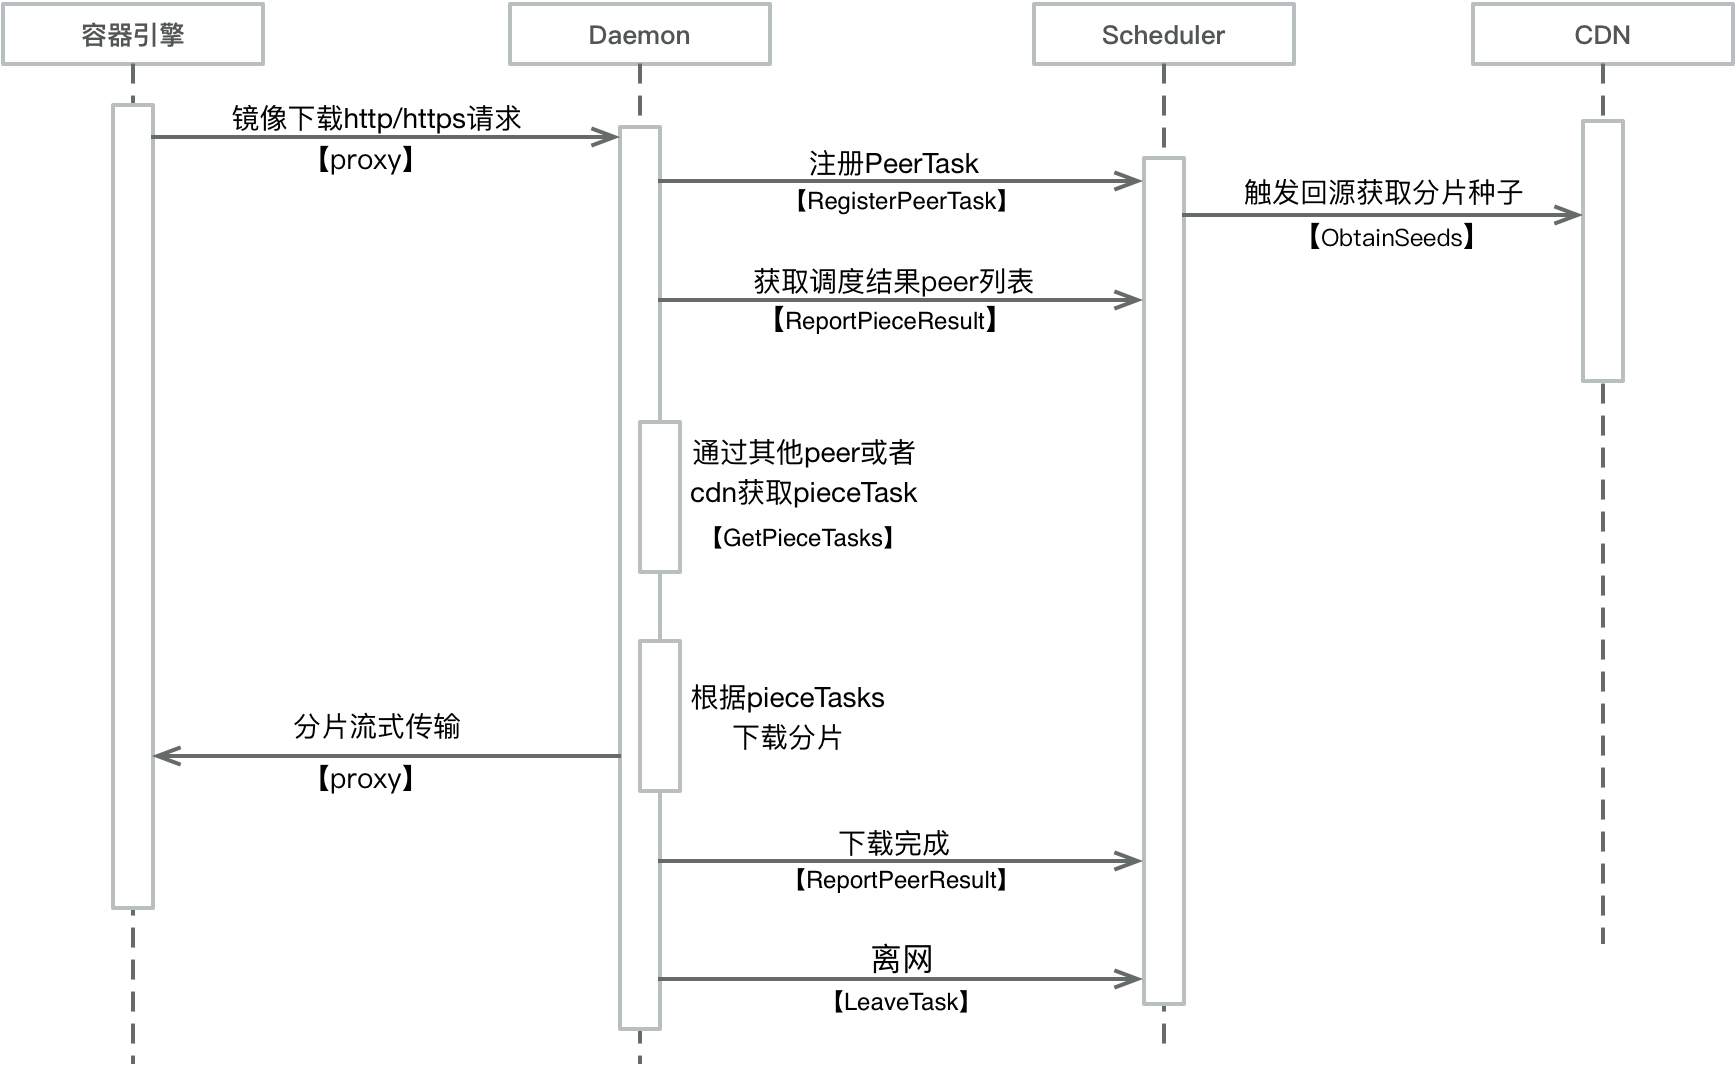 容器引擎
Daemon
Scheduler
CDN
镜像下载http/https请求
【proxy】
注册PeerTask
【RegisterPeerTask】
触发回源获取分片种子
【ObtainSeeds】
获取调度结果peer列表
【ReportPieceResult】
通过其他peer或者
cdn获取pieceTask
【GetPieceTasks】
根据pieceTasks
下载分片
分片流式传输
【proxy】
下载完成
【ReportPeerResult】
离网
【LeaveTask】